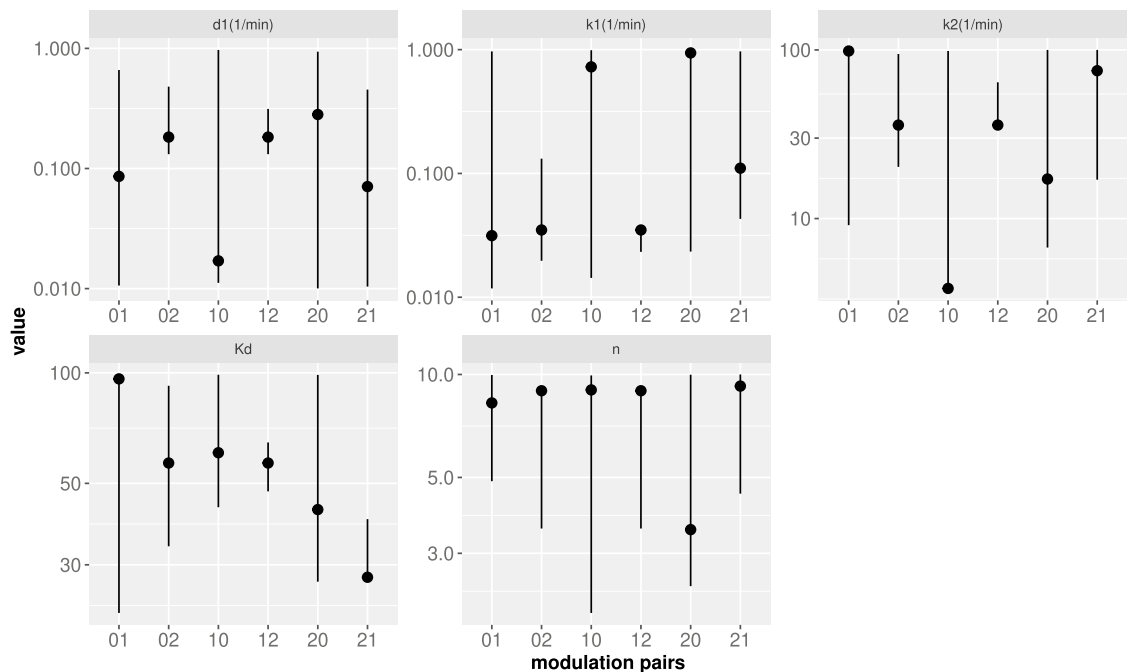 d1(1/min) k1(1/min) k2(1/min)
1.000 1.000 100
30
0.100 0.100
10
0.010 0.010
01 02 10 12 20 21 01 02 10 12 20 21 01 02 10 12 20 21
value
Kd n
100 10.0
50 5.0
30 3.0
01 02 10 12 20 21 01 02 10 12 20 21
modulation pairs